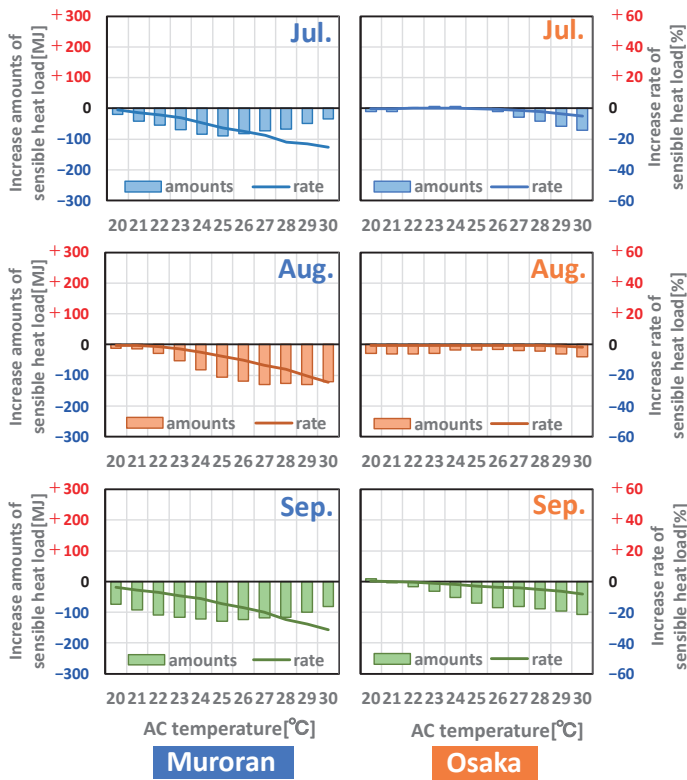 +300
+200
+100
0
−100
−200
−300
Increase amounts of
sensible heat load[MJ]
Jul.
amounts
rate
20 21 22 23 24 25 26 27 28 29 30
Jul.
amounts
rate
20 21 22 23 24 25 26 27 28 29 30
+60
+40
+20
0
−20
−40
−60
Increase rate of
sensible heat load[%]
+300
+200
+100
0
−100
−200
−300
Increase amounts of
sensible heat load[MJ]
Aug.
amounts
rate
20 21 22 23 24 25 26 27 28 29 30
Aug.
amounts
rate
20 21 22 23 24 25 26 27 28 29 30
+60
+40
+20
0
−20
−40
−60
Increase rate of
sensible heat load[%]
+300
+200
+100
0
−100
−200
−300
Increase amounts of
sensible heat load[MJ]
Sep.
amounts
rate
20 21 22 23 24 25 26 27 28 29 30
Sep.
amounts
rate
20 21 22 23 24 25 26 27 28 29 30
+60
+40
+20
0
−20
−40
−60
Increase rate of
sensible heat load[%]
AC temperature[℃]
AC temperature[℃]
Muroran
Osaka